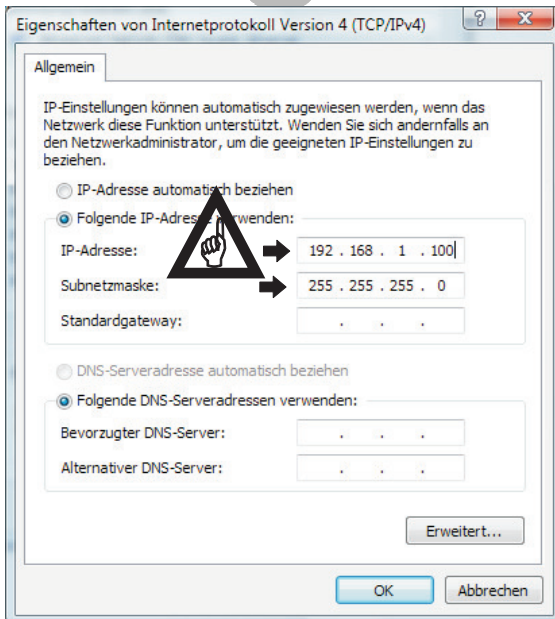 Eigenschaften von Internetprotokoll Version 4 (TCP/IPv4)
Allgemein
IP-Einstellungen können automatisch zugewiesen werden, wenn das
Netzwerk diese Funktion unterstützt. Wenden Sie sich andernfalls an
den Netzwerkadministrator, um die geeigneten IP-Einstellungen zu
beziehen.
IP-Adresse automatisch beziehen
Folgende IP-Adresse verwenden:
IP-Adresse: 192 . 168 . 1 . 100
Subnetzmaske: 255 . 255 . 255 . 0
Standardgateway: . . .
DNS-Serveradresse automatisch beziehen
Folgende DNS-Serveradressen verwenden:
Bevorzugter DNS-Server: . . .
Alternativer DNS-Server: . . .
Erweitert...
OK Abbrechen